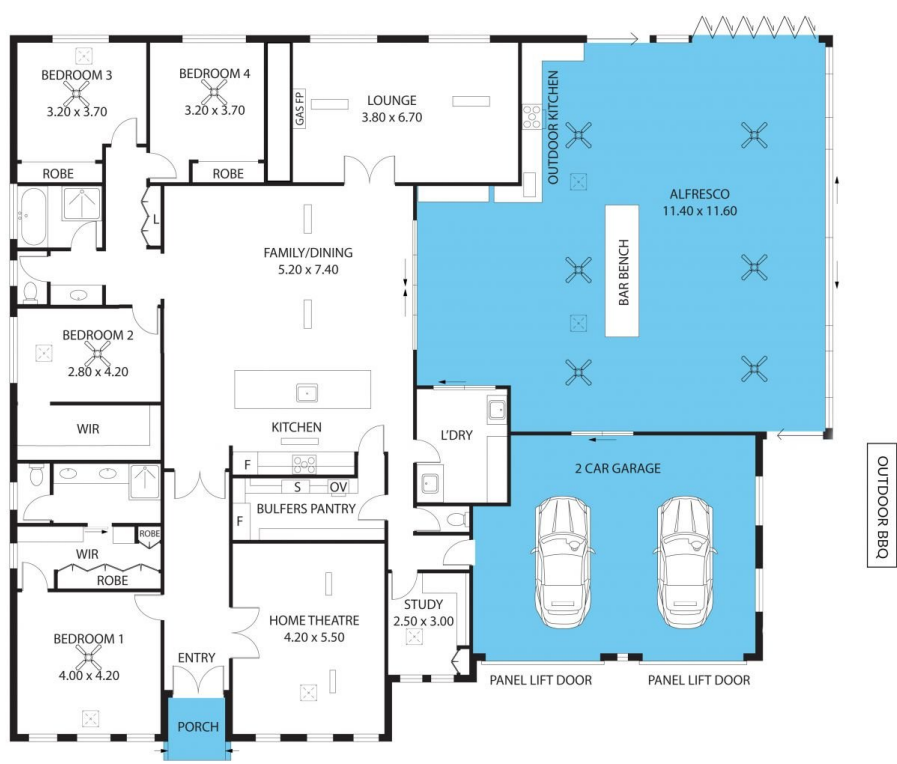 BEDROOM 3
3.20 x 3.70
ROBE
BEDROOM 4
3.20 x 3.70
ROBE
GAS FP
LOUNGE
3.80 x 6.70
OUTDOOR KITCHEN
ALFRESCO
11.40 x 11.60
BAR BENCH
L
FAMILY/DINING
5.20 x 7.40
BEDROOM 2
2.80 x 4.20
WIR
KITCHEN
F
L'DRY
2 CAR GARAGE
OUTDOOR BBQ
S
OV
BULFERS PANTRY
F
WIR
ROBE
ROBE
BEDROOM 1
4.00 x 4.20
ENTRY
HOME THEATRE
4.20 x 5.50
STUDY
2.50 x 3.00
PANEL LIFT DOOR
PANEL LIFT DOOR
PORCH